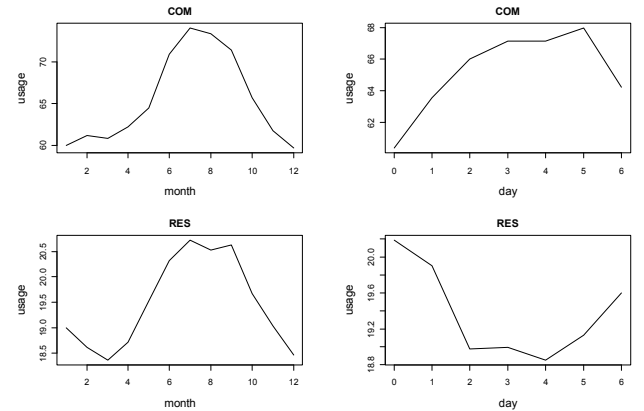 COM
usage
70
65
60
2 4 6 8 10 12
month
COM
usage
68
66
64
62
0 1 2 3 4 5 6
day
RES
usage
20.5
20.0
19.5
19.0
18.5
2 4 6 8 10 12
month
RES
usage
20.0
19.6
19.2
18.8
0 1 2 3 4 5 6
day